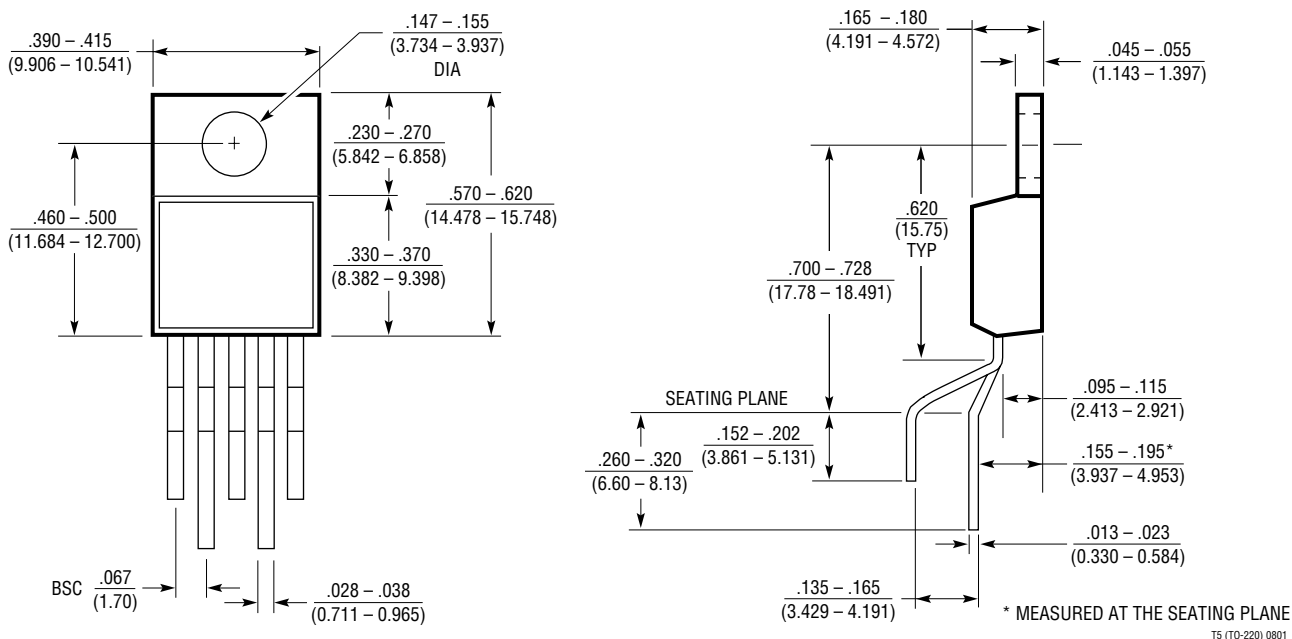 .390 – .415
(9.906 – 10.541)
.147 – .155
(3.734 – 3.937)
DIA
.230 – .270
(5.842 – 6.858)
.570 – .620
(14.478 – 15.748)
.460 – .500
(11.684 – 12.700)
.330 – .370
(8.382 – 9.398)
BSC
.067
(1.70)
.028 – .038
(0.711 – 0.965)
.165 – .180
(4.191 – 4.572)
.045 – .055
(1.143 – 1.397)
.620
(15.75)
TYP
.700 – .728
(17.78 – 18.491)
SEATING PLANE
.152 – .202
(3.861 – 5.131)
.260 – .320
(6.60 – 8.13)
.095 – .115
(2.413 – 2.921)
.155 – .195*
(3.937 – 4.953)
.013 – .023
(0.330 – 0.584)
.135 – .165
(3.429 – 4.191)
* MEASURED AT THE SEATING PLANE
T5 (TO-220) 0801